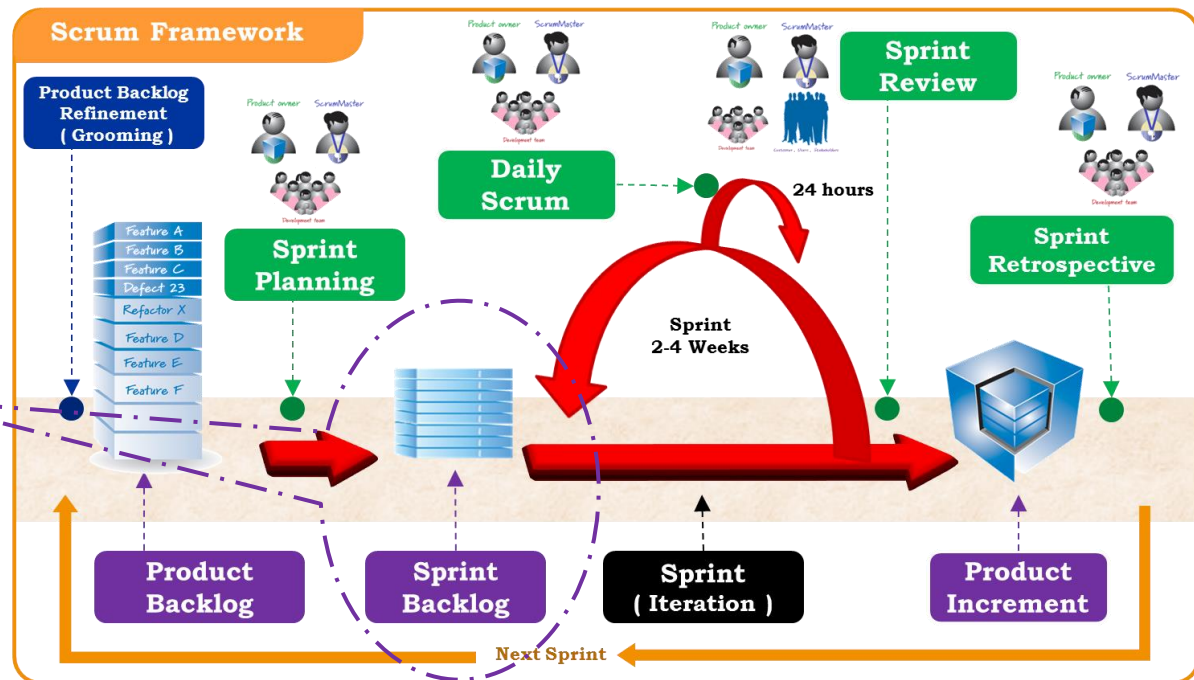 Scrum Framework
Product Backlog
Refinement
( Grooming )
Product owner
ScrumMaster
Development team
Sprint
Planning
Product owner
ScrumMaster
Development team
Daily
Scrum
Product owner
ScrumMaster
Development team
Sprint
Review
24 hours
Product owner
ScrumMaster
Development team
Sprint
Retrospective
Feature A
Feature B
Feature C
Defect 23
Refactor X
Feature D
Feature E
Feature F
Sprint
2-4 Weeks
Product
Backlog
Sprint
Backlog
Sprint
( Iteration )
Product
Increment
Next Sprint